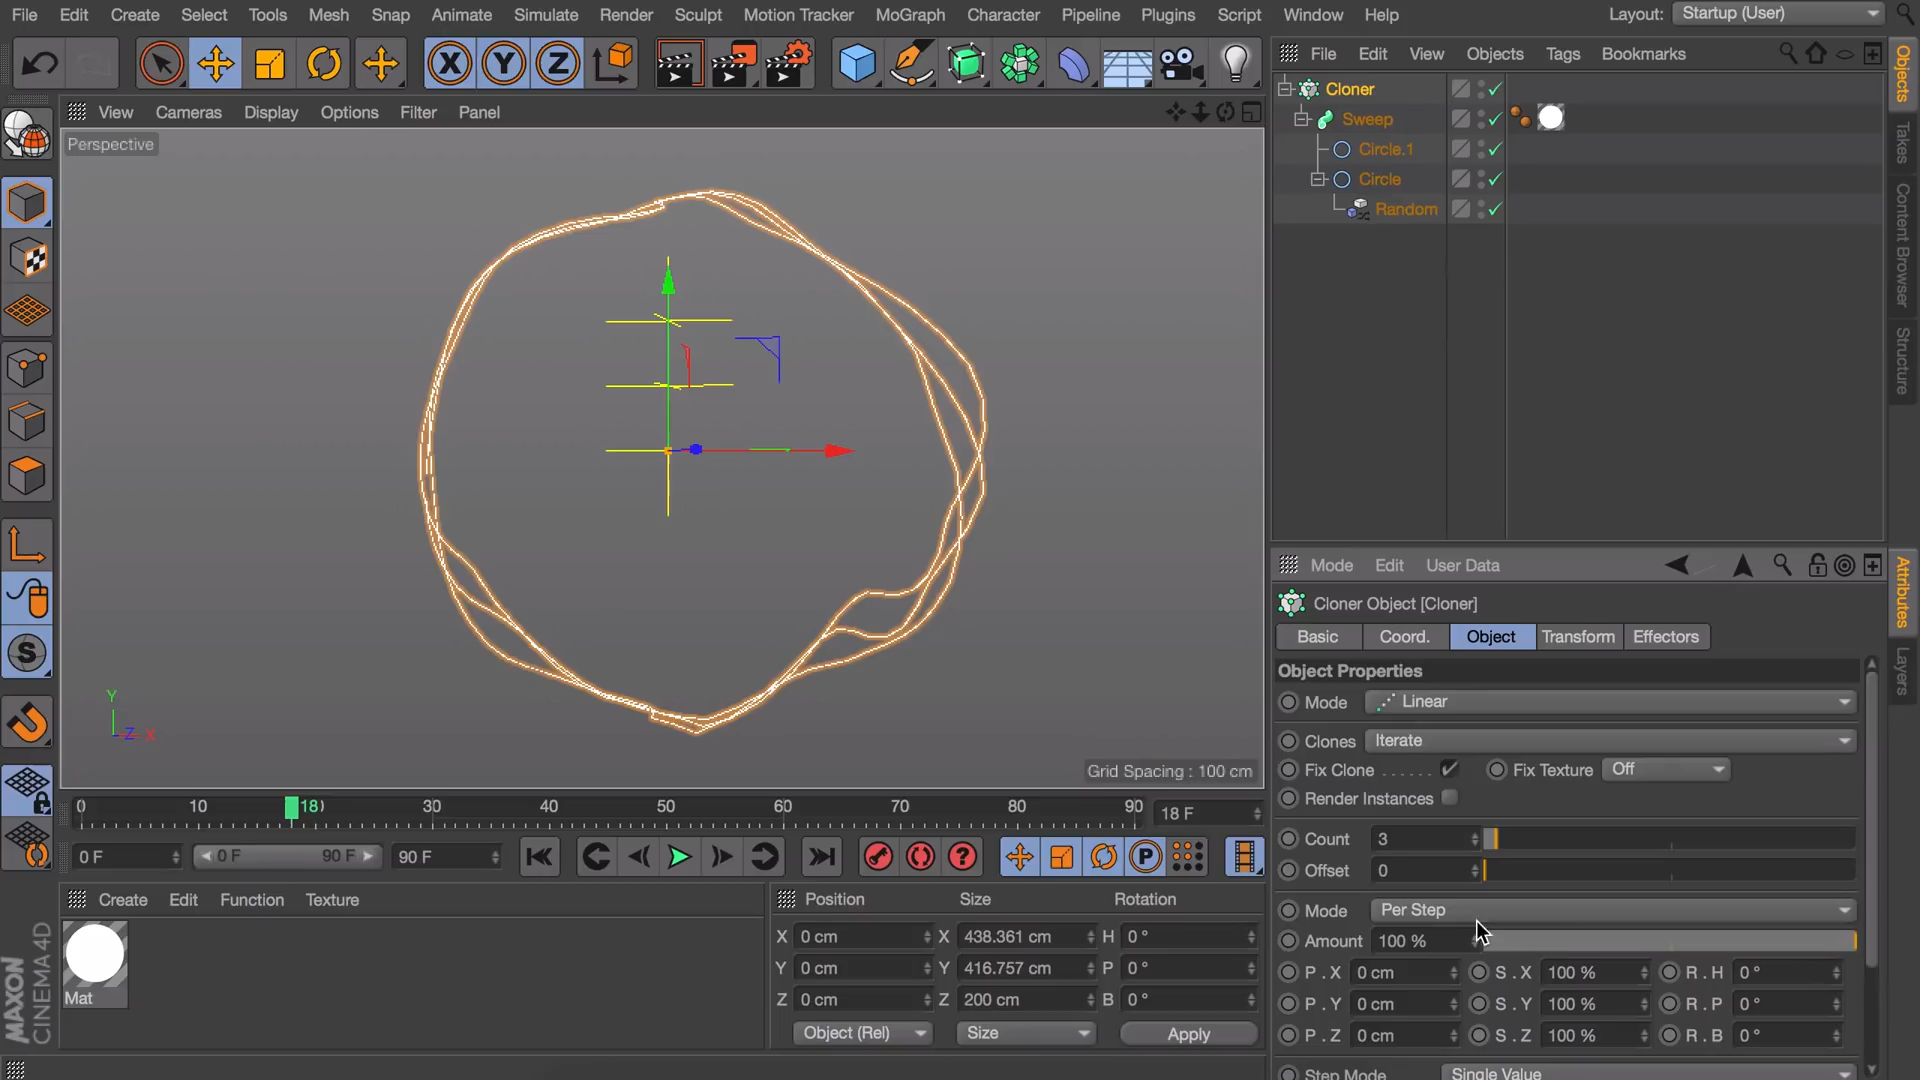 File Edit Create Select Tools Mesh Snap Animate Simulate Render Sculpt Motion Tracker MoGraph Character Pipeline Plugins Script Window Help Layout: Startup (User)
X Y Z
File Edit View Objects Tags Bookmarks
View Cameras Display Options Filter Panel
Perspective
Cloner
Sweep
Circle.1
Circle
Random
Objects
Takes
Content Browser
Structure
Y
Z X
Grid Spacing : 100 cm
Mode Edit User Data
Cloner Object [Cloner]
Basic Coord. Object Transform Effectors
Object Properties
Mode Linear
Clones Iterate
Fix Clone ...... Fix Texture Off
Render Instances
Count 3
Offset 0
Mode Per Step
Amount 100 %
P . X 0 cm S . X 100 % R . H 0 °
P . Y 0 cm S . Y 100 % R . P 0 °
P . Z 0 cm S . Z 100 % R . B 0 °
Step Mode Single Value
Attributes
Layers
S
0 10 18 30 40 50 60 70 80 90 18 F
0 F 0 F 90 F 90 F
P
Create Edit Function Texture
Mat
Position Size Rotation
X 0 cm X 438.361 cm H 0 °
Y 0 cm Y 416.757 cm P 0 °
Z 0 cm Z 200 cm B 0 °
Object (Rel) Size Apply
MAXON
CINEMA 4D